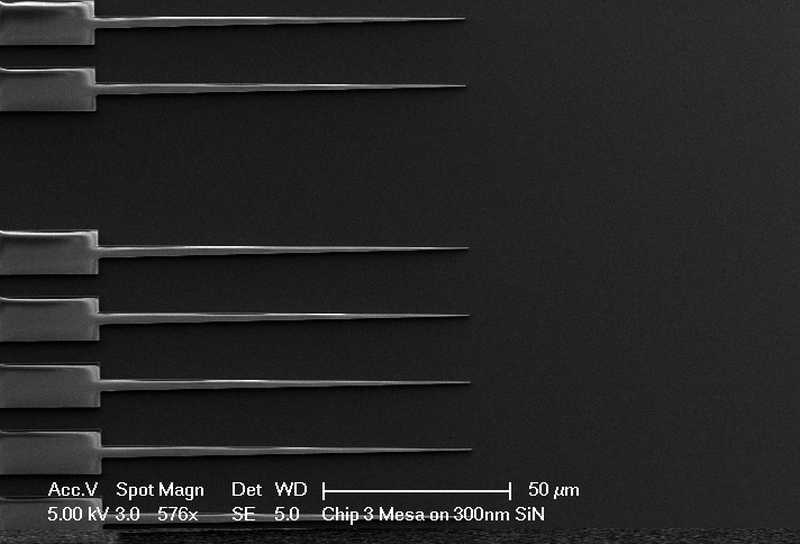 Acc.V Spot Magn Det WD 50 µm
5.00 kV 3.0 576x SE 5.0 Chip 3 Mesa on 300nm SiN